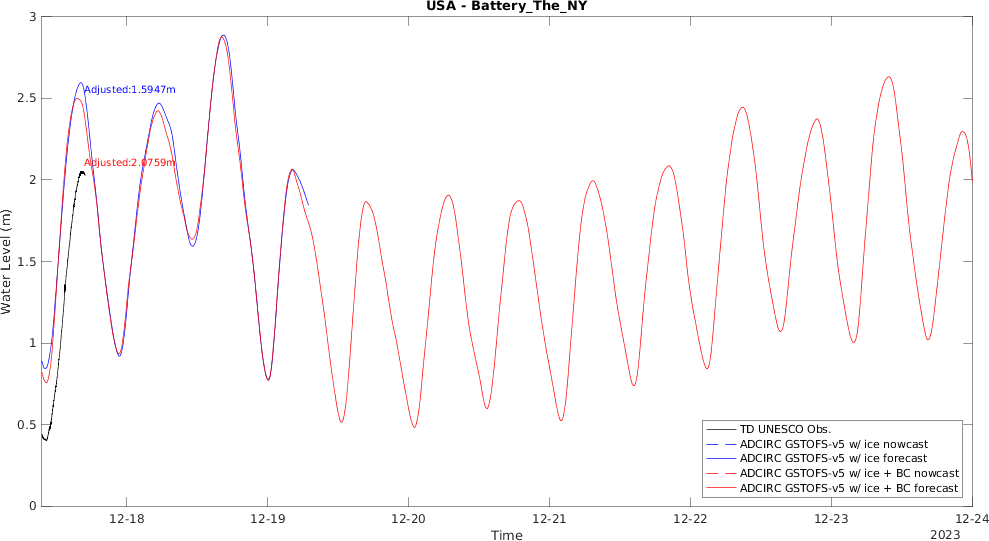 USA - Battery_The_NY
3
2.5
2
1.5
1
0.5
0
Water Level (m)
Adjusted:1.5947m
Adjusted:2.0759m
TD UNESCO Obs.
ADCIRC GSTOFS-v5 w/ ice nowcast
ADCIRC GSTOFS-v5 w/ ice forecast
ADCIRC GSTOFS-v5 w/ ice + BC nowcast
ADCIRC GSTOFS-v5 w/ ice + BC forecast
12-18 12-19 12-20 12-21 12-22 12-23 12-24
Time
2023